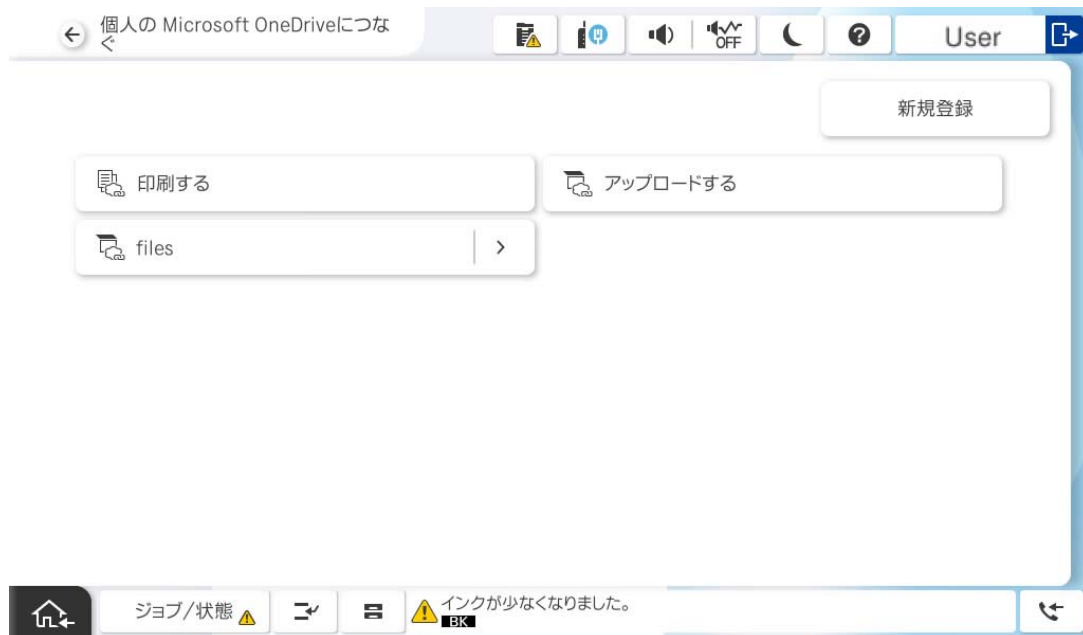 個人の Microsoft OneDriveにつな
ぐ
OFF
User
新規登録
印刷する
アップロードする
files
ジョブ/状態
インクが少なくなりました。
BK